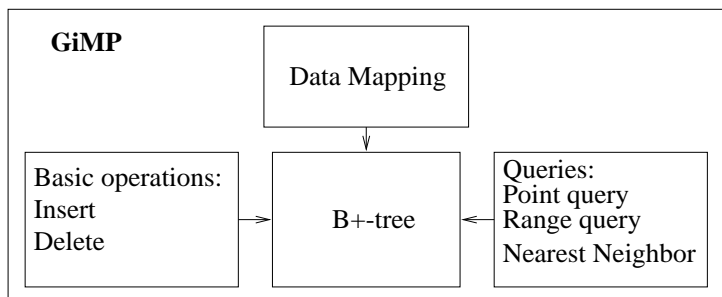 GiMP
Data Mapping
Basic operations:
Insert
Delete
B+-tree
Queries:
Point query
Range query
Nearest Neighbor